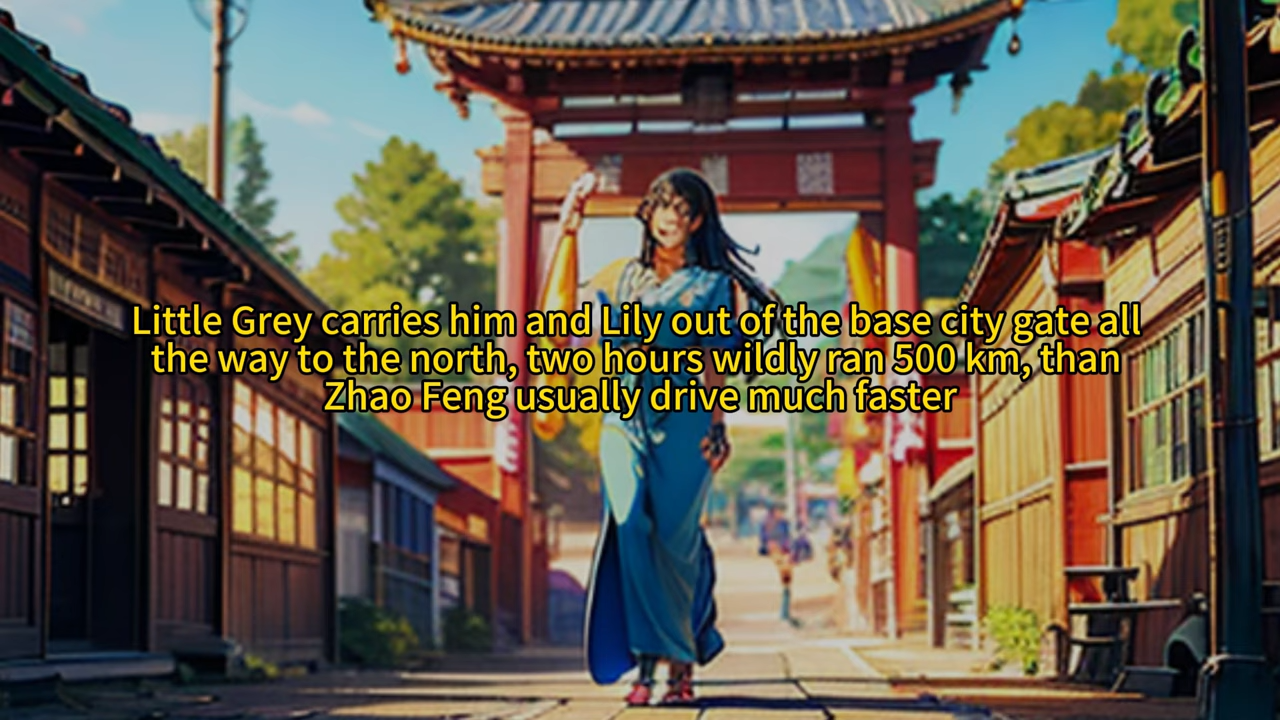 Little Grey carries him and Lily out of the base city gate all
the way to the north, two hours wildly ran 500 km, than
Zhao Feng usually drive much faster